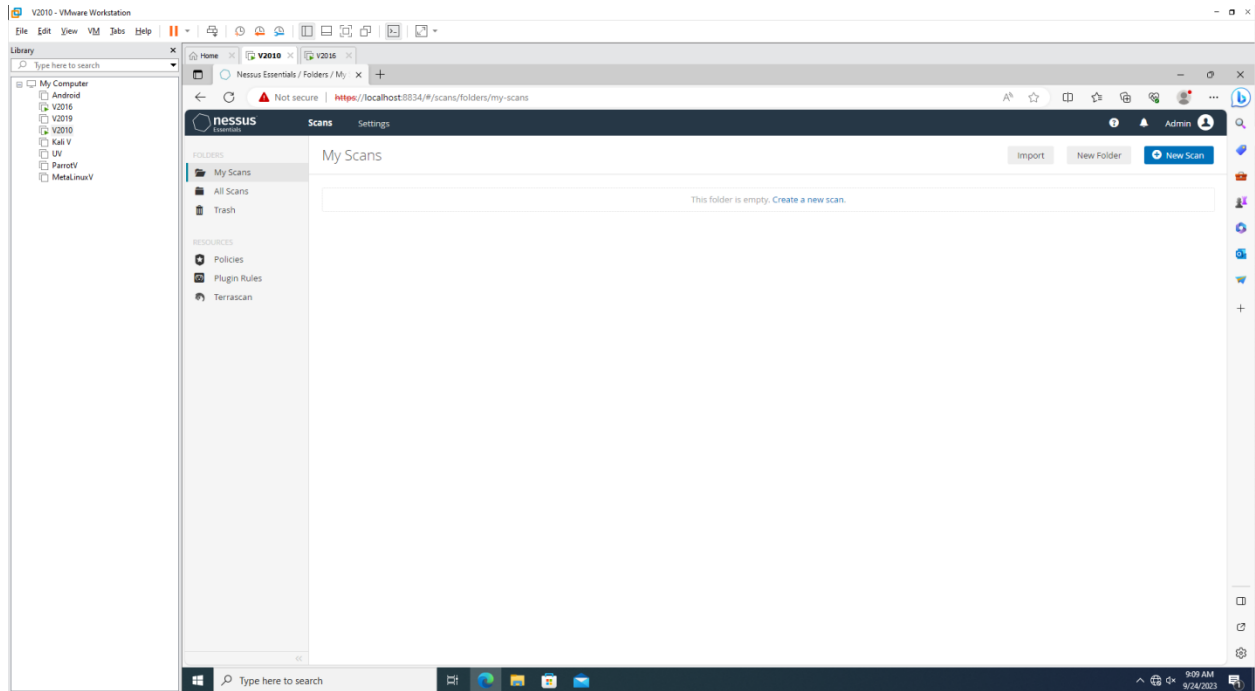 V2010 - VMware Workstation
File Edit View VM Tabs Help
Library
Type here to search
My Computer
Android
V2016
V2019
V2010
Kali V
UV
ParrotV
MetaLinuxV
Home V2010 V2016
Nessus Essentials / Folders / My
Not secure https://localhost:8834/#/scans/folders/my-scans
nessus
Essentials
Scans Settings
Admin
FOLDERS
My Scans
All Scans
Trash
RESOURCES
Policies
Plugin Rules
Terrascan
My Scans
Import New Folder New Scan
This folder is empty. Create a new scan.
Type here to search
9:09 AM
9/24/2023